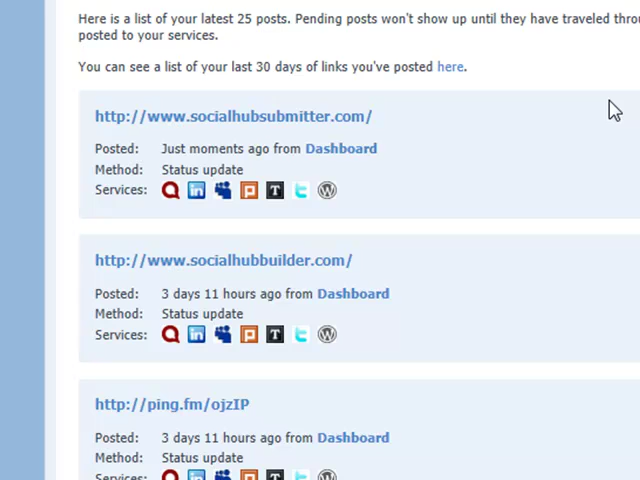 Here is a list of your latest 25 posts. Pending posts won't show up until they have traveled
posted to your services.
You can see a list of your last 30 days of links you've posted here.
http://www.socialhubsubmitter.com/
Posted: Just moments ago from Dashboard
Method: Status update
Services:
http://www.socialhubbuilder.com/
Posted: 3 days 11 hours ago from Dashboard
Method: Status update
Services:
http://ping.fm/ojzIP
Posted: 3 days 11 hours ago from Dashboard
Method: Status update
Services: